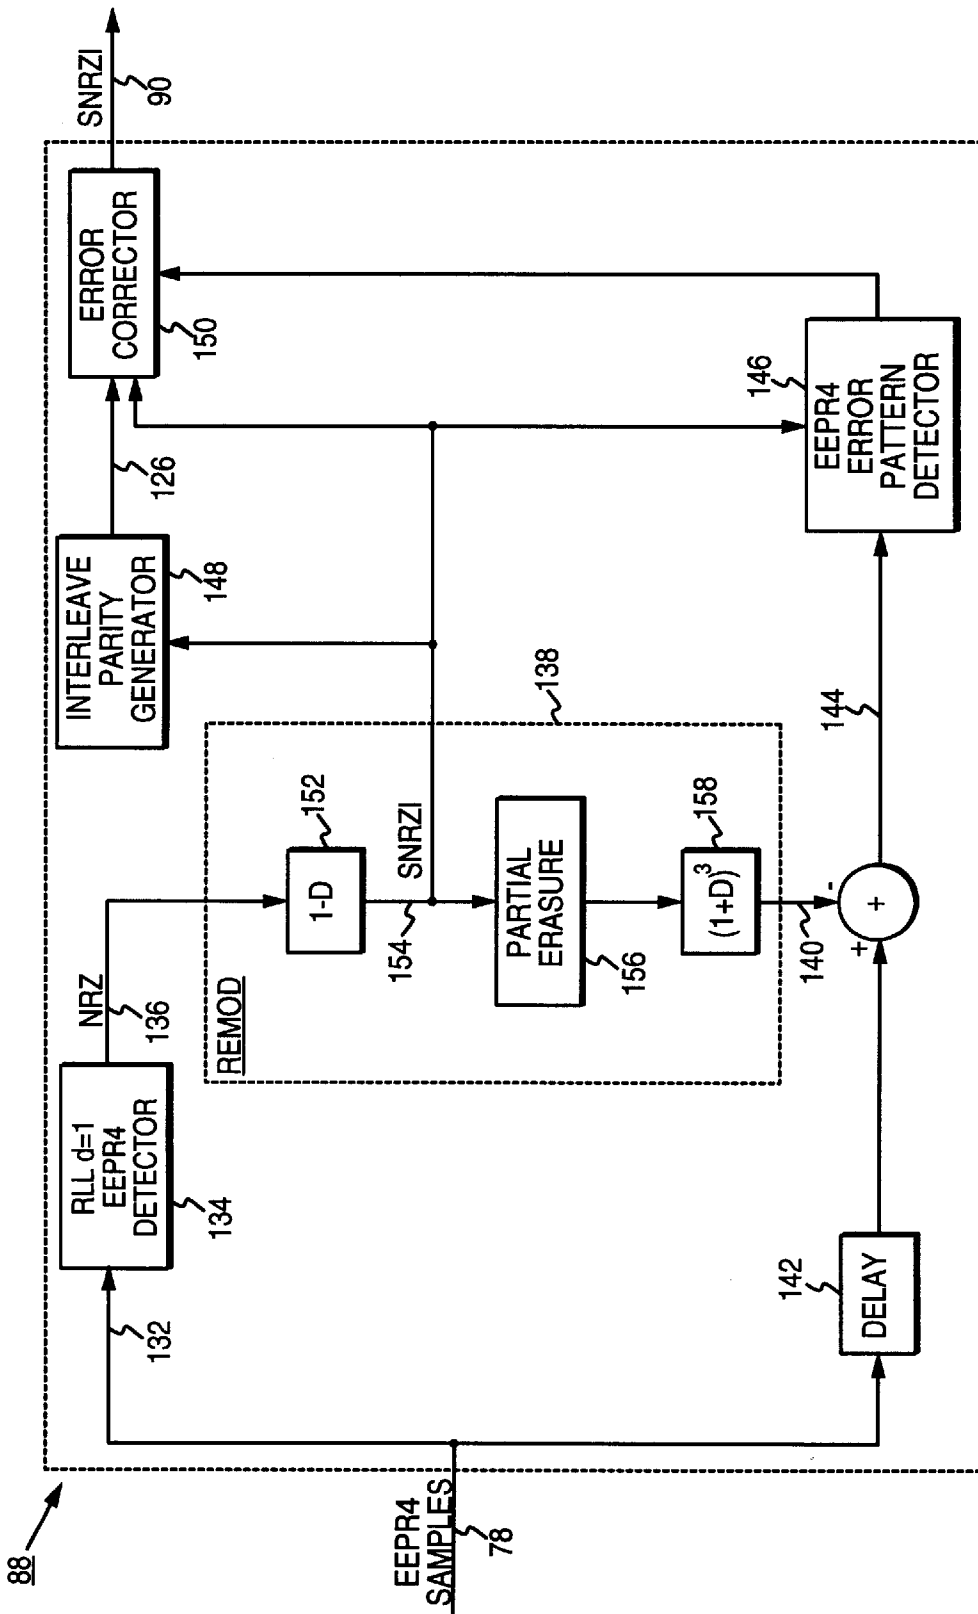 88
EEPR4
SAMPLES
78
132
RLL d=1
EEPR4
DETECTOR
134
NRZ
136
INTERLEAVE
PARITY
GENERATOR
148
126
ERROR
CORRECTOR
150
SNRZI
90
REMOD
138
1-D
152
SNRZI
154
PARTIAL
ERASURE
156
(1+D)³
158
140
DELAY
142
+
-
+
144
EEPR4
ERROR
PATTERN
DETECTOR
146